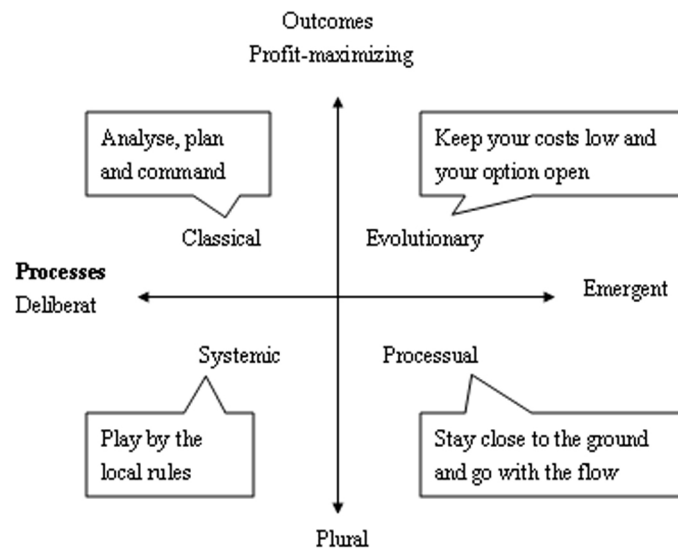 Outcomes
Profit-maximizing
Analyse, plan
and command
Keep your costs low and
your option open
Classical
Evolutionary
Processes
Deliberat
Emergent
Systemic
Processual
Play by the
local rules
Stay close to the ground
and go with the flow
Plural